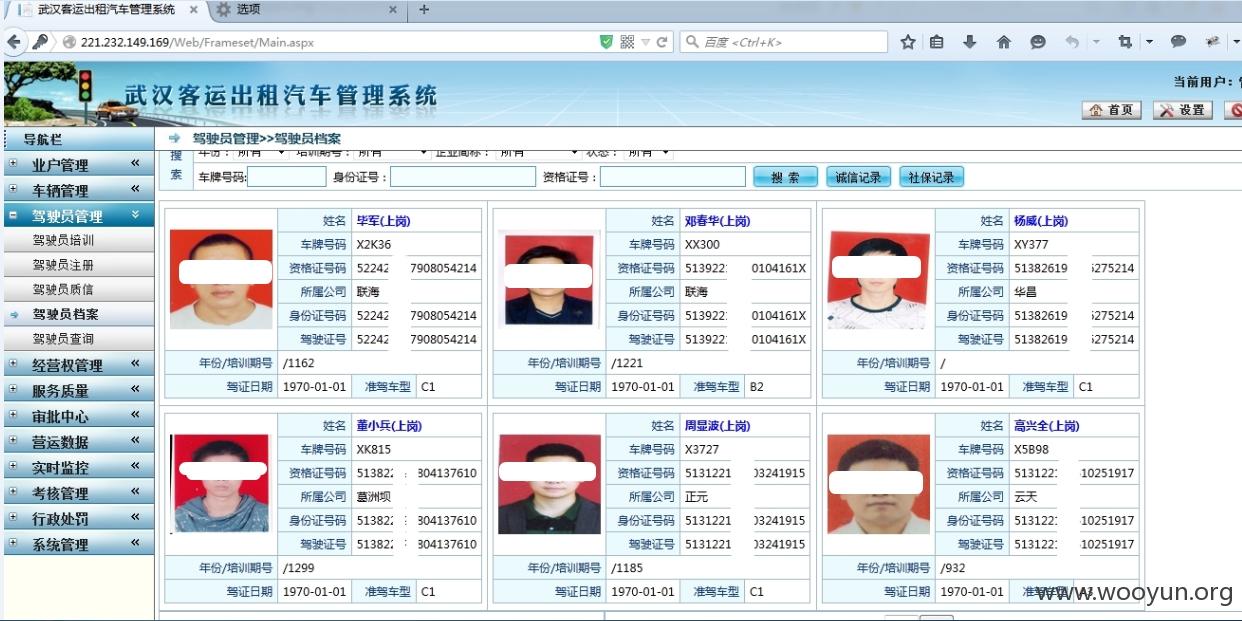 武汉客运出租汽车管理系统 × 选项 × +
221.232.149.169/Web/Frameset/Main.aspx 百度 <Ctrl+K>
武汉客运出租汽车管理系统
当前用户：
首页 设置
导航栏
驾驶员管理>>驾驶员档案
业户管理
车辆管理
驾驶员管理
驾驶员培训
驾驶员注册
驾驶员质信
驾驶员档案
驾驶员查询
经营权管理
服务质量
审批中心
营运数据
实时监控
考核管理
行政处罚
系统管理
搜索
年份： 所有 培训期号： 所有 企业简称： 所有 状态： 所有
车牌号码: 身份证号： 资格证号： 搜 索 诚信记录 社保记录
姓名 毕军(上岗)
车牌号码 X2K36
资格证号码 52242 7908054214
所属公司 联海
身份证号码 52242 7908054214
驾驶证号 52242 7908054214
年份/培训期号 /1162
驾证日期 1970-01-01 准驾车型 C1
姓名 邓春华(上岗)
车牌号码 XX300
资格证号码 513922 0104161X
所属公司 联海
身份证号码 513922 0104161X
驾驶证号 513922 0104161X
年份/培训期号 /1221
驾证日期 1970-01-01 准驾车型 B2
姓名 杨威(上岗)
车牌号码 XY377
资格证号码 51382619 5275214
所属公司 华昌
身份证号码 51382619 5275214
驾驶证号 51382619 5275214
年份/培训期号 /
驾证日期 1970-01-01 准驾车型 C1
姓名 董小兵(上岗)
车牌号码 XK815
资格证号码 51382 804137610
所属公司 葛洲坝
身份证号码 51382 804137610
驾驶证号 51382 804137610
年份/培训期号 /1299
驾证日期 1970-01-01 准驾车型 C1
姓名 周显波(上岗)
车牌号码 X3727
资格证号码 5131221 03241915
所属公司 正元
身份证号码 5131221 03241915
驾驶证号 5131221 03241915
年份/培训期号 /1185
驾证日期 1970-01-01 准驾车型 C1
姓名 高兴全(上岗)
车牌号码 X5B98
资格证号码 513122 10251917
所属公司 云天
身份证号码 513122 10251917
驾驶证号 513122 10251917
年份/培训期号 /932
驾证日期 1970-01-01 准驾车型
www.wooyun.org